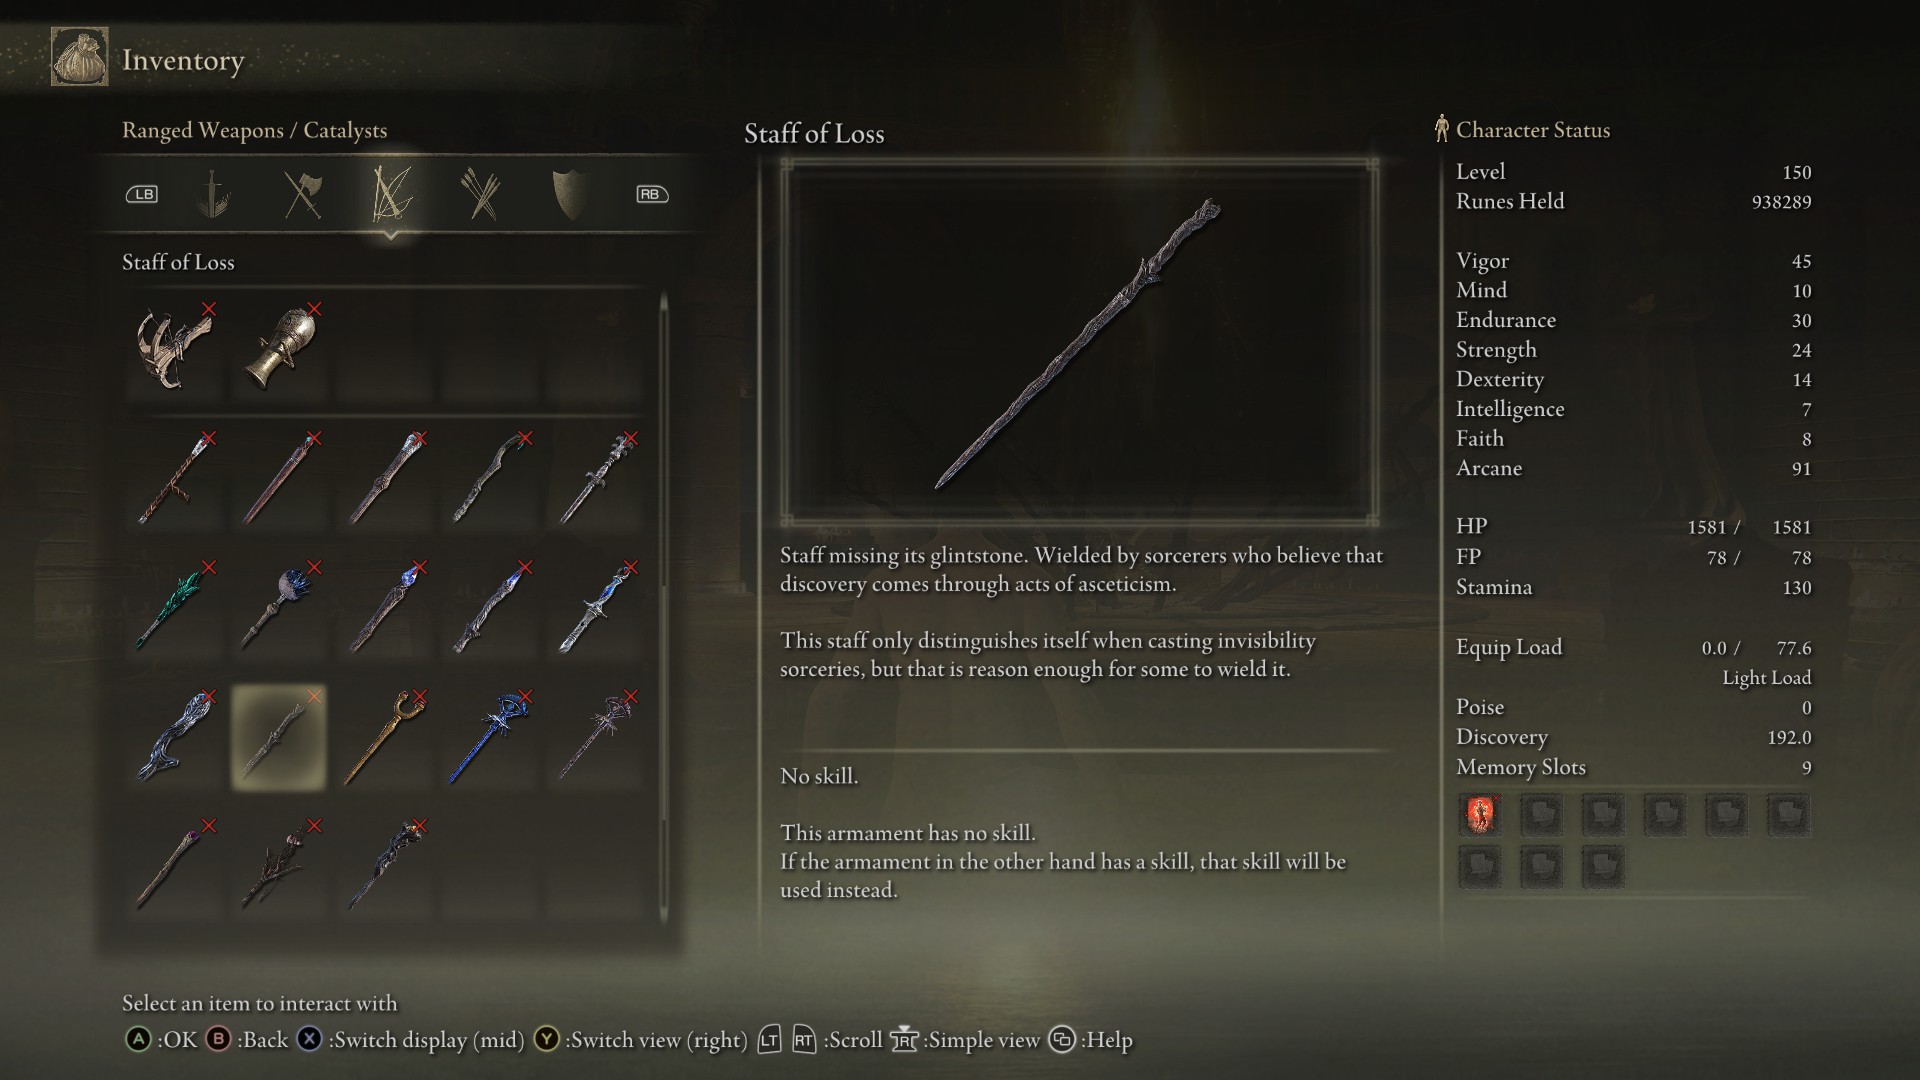 Inventory
Ranged Weapons / Catalysts
LB
RB
Staff of Loss
Staff of Loss
Staff missing its glintstone. Wielded by sorcerers who believe that
discovery comes through acts of asceticism.
This staff only distinguishes itself when casting invisibility
sorceries, but that is reason enough for some to wield it.
No skill.
This armament has no skill.
If the armament in the other hand has a skill, that skill will be
used instead.
Character Status
Level 150
Runes Held 938289
Vigor 45
Mind 10
Endurance 30
Strength 24
Dexterity 14
Intelligence 7
Faith 8
Arcane 91
HP 1581 / 1581
FP 78 / 78
Stamina 130
Equip Load 0.0 / 77.6
Light Load
Poise 0
Discovery 192.0
Memory Slots 9
Select an item to interact with
A :OK B :Back X :Switch display (mid) Y :Switch view (right) LT RT :Scroll R :Simple view :Help